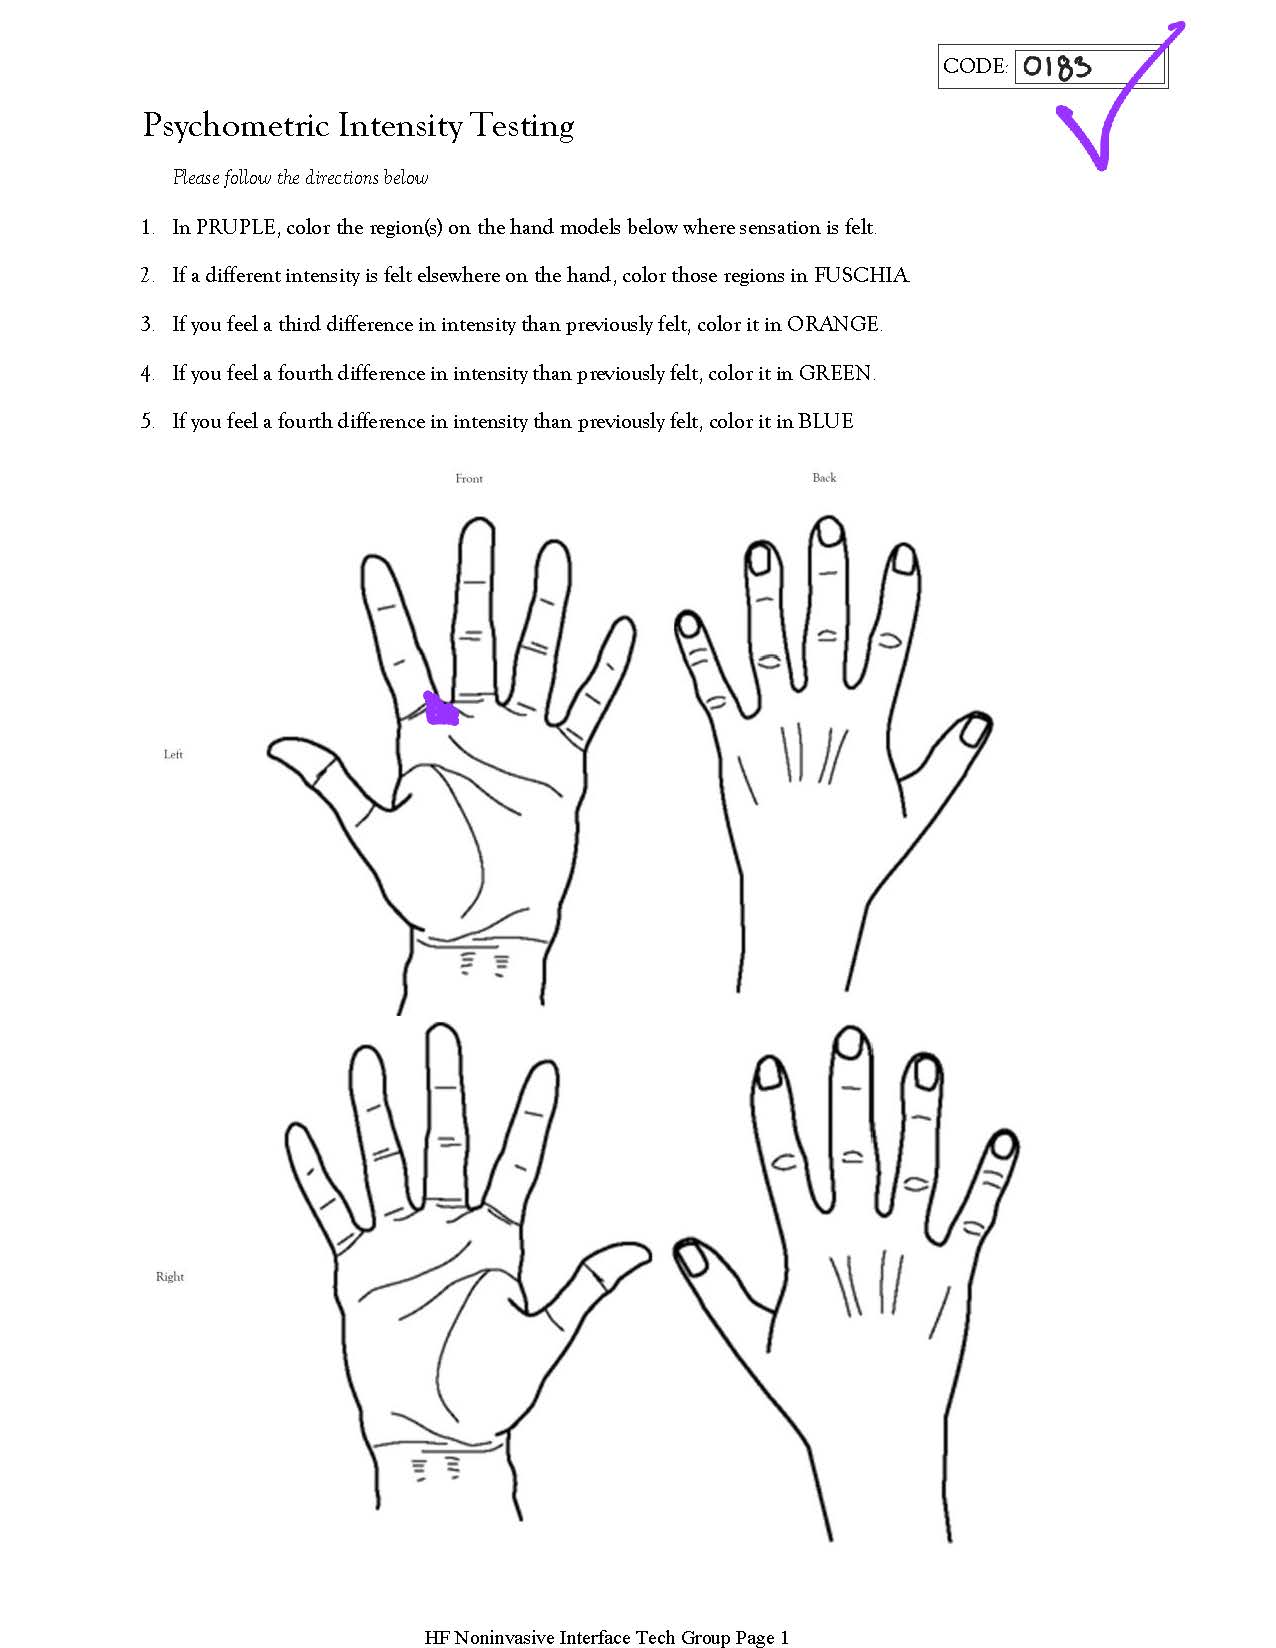 CODE: 0183
Psychometric Intensity Testing
Please follow the directions below
1. In PRUPLE, color the region(s) on the hand models below where sensation is felt.
2. If a different intensity is felt elsewhere on the hand, color those regions in FUSCHIA.
3. If you feel a third difference in intensity than previously felt, color it in ORANGE.
4. If you feel a fourth difference in intensity than previously felt, color it in GREEN.
5. If you feel a fourth difference in intensity than previously felt, color it in BLUE
Front Back
Left
Right
HF Noninvasive Interface Tech Group Page 1